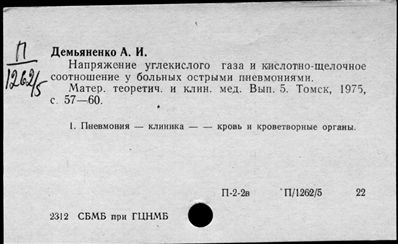 П
1262/5
Демьяненко А. И.
Напряжение углекислого газа и кислотно-щелочное
соотношение у больных острыми пневмониями.
Матер. теоретич. и клин. мед. Вып. 5. Томск, 1975,
с. 57—60.
1. Пневмония — клиника — — кровь и кроветворные органы.
П-2-2в П/1262/5 22
2312 СБМБ при ГЦНМБ